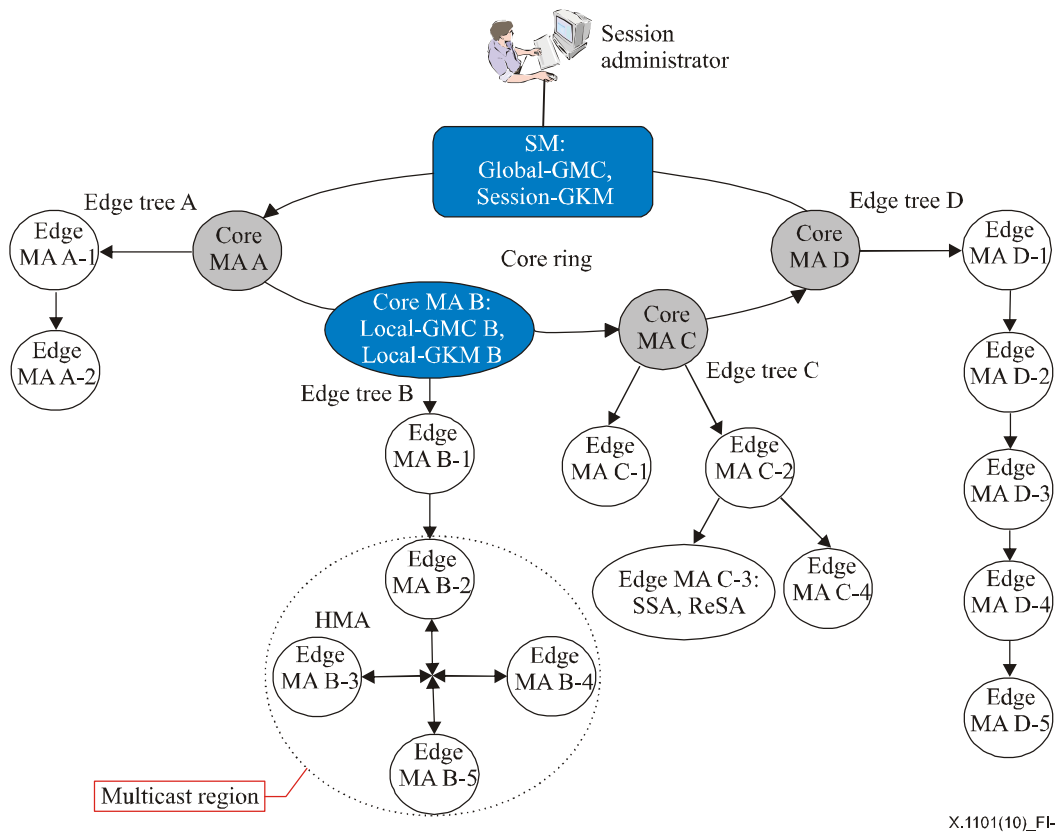 Session
administrator
SM:
Global-GMC,
Session-GKM
Edge tree A
Edge tree D
Edge
MA A-1
Core
MA A
Core ring
Core
MA D
Edge
MA D-1
Core MA B:
Local-GMC B,
Local-GKM B
Core
MA C
Edge
MA A-2
Edge tree B
Edge tree C
Edge
MA D-2
Edge
MA B-1
Edge
MA C-1
Edge
MA C-2
Edge
MA D-3
Edge
MA B-2
Edge MA C-3:
SSA, ReSA
Edge
MA C-4
Edge
MA D-4
HMA
Edge
MA B-3
Edge
MA B-4
Edge
MA D-5
Edge
MA B-5
Multicast region
X.1101(10)_FI-